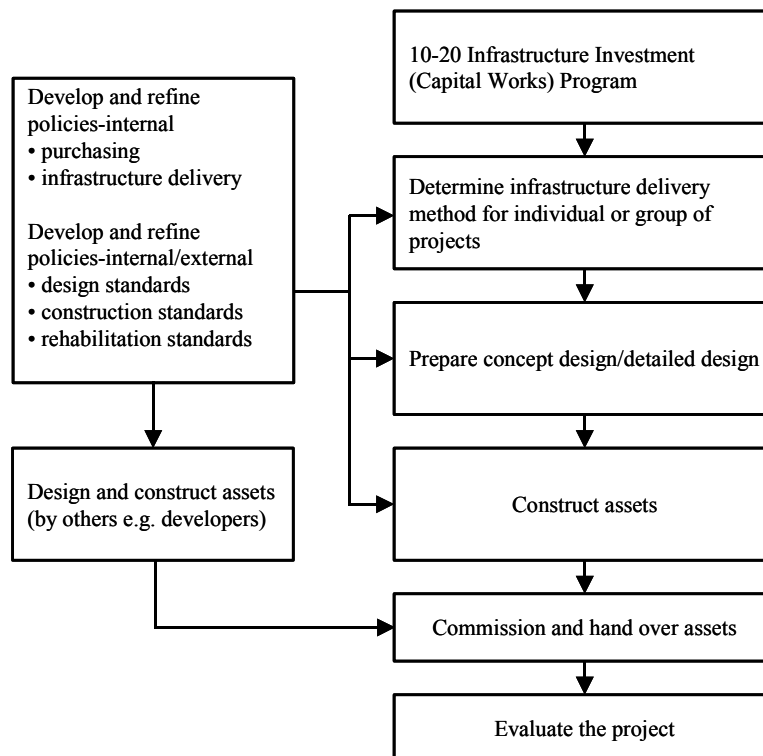 10-20 Infrastructure Investment
(Capital Works) Program
Develop and refine
policies-internal
• purchasing
• infrastructure delivery
Develop and refine
policies-internal/external
• design standards
• construction standards
• rehabilitation standards
Determine infrastructure delivery
method for individual or group of
projects
Prepare concept design/detailed design
Design and construct assets
(by others e.g. developers)
Construct assets
Commission and hand over assets
Evaluate the project